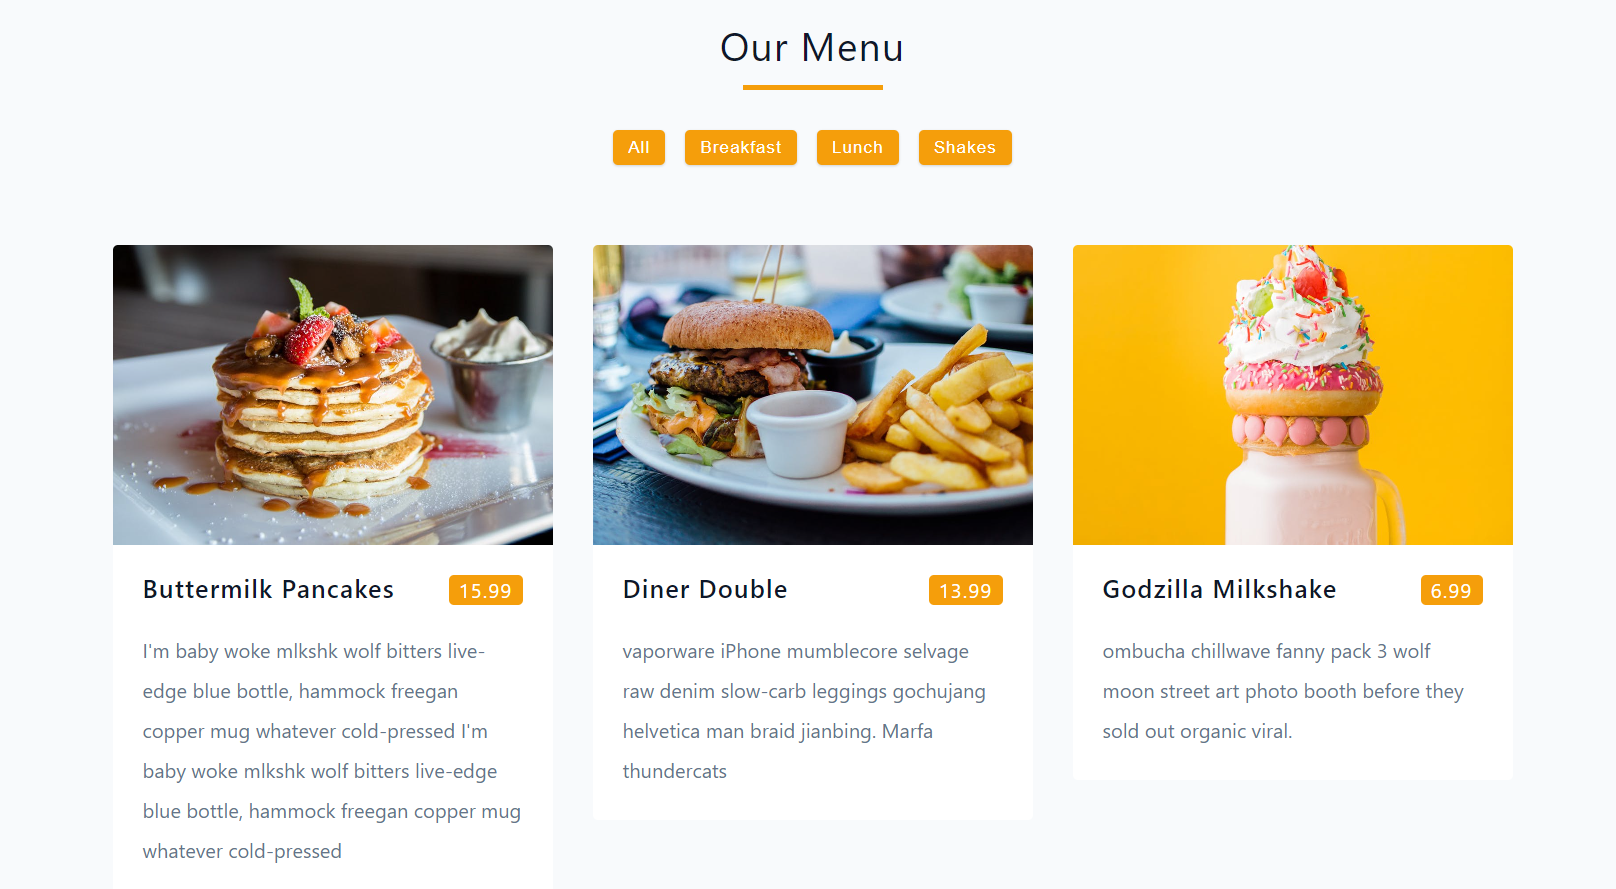 Our Menu
All
Breakfast
Lunch
Shakes
Buttermilk Pancakes
15.99
I'm baby woke mlkshk wolf bitters live-
edge blue bottle, hammock freegan
copper mug whatever cold-pressed I'm
baby woke mlkshk wolf bitters live-edge
blue bottle, hammock freegan copper mug
whatever cold-pressed
Diner Double
13.99
vaporware iPhone mumblecore selvage
raw denim slow-carb leggings gochujang
helvetica man braid jianbing. Marfa
thundercats
Godzilla Milkshake
6.99
ombucha chillwave fanny pack 3 wolf
moon street art photo booth before they
sold out organic viral.